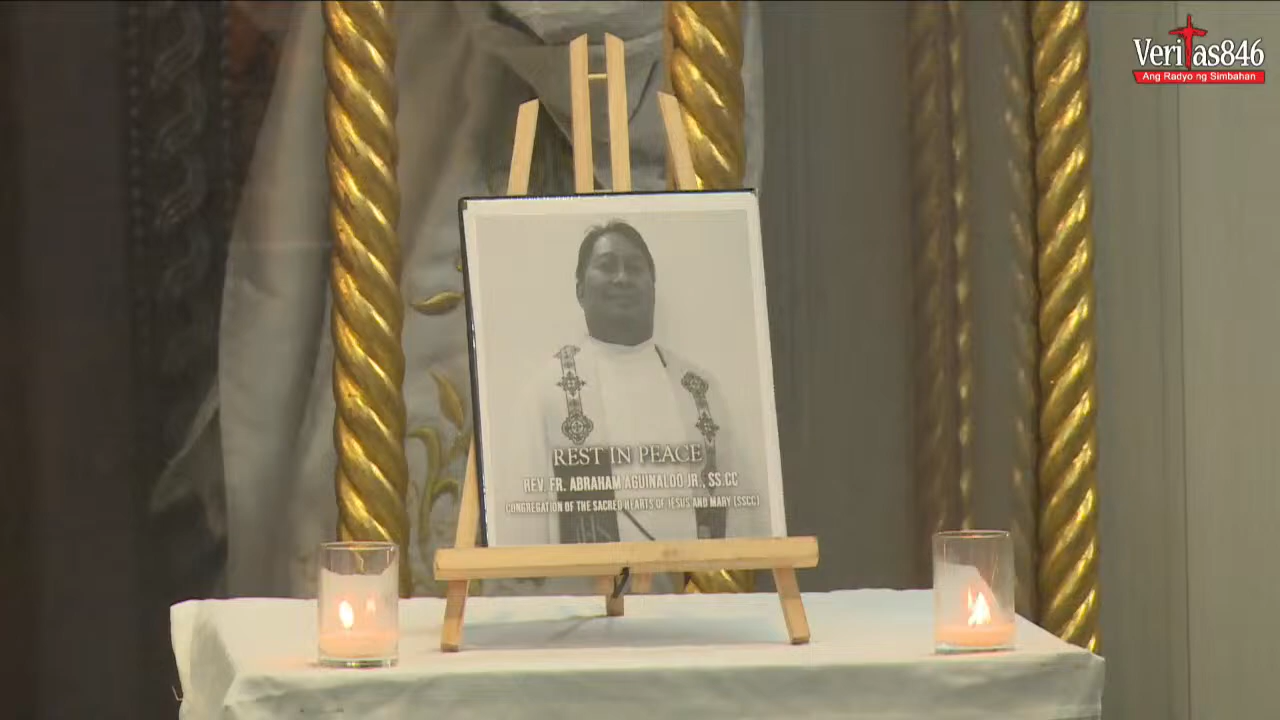 Veritas846
Ang Radyo ng Simbahan
REST IN PEACE
REV. FR. ABRAHAM AGUINALDO JR., SS.CC
CONGREGATION OF THE SACRED HEARTS OF JESUS AND MARY (SSCC)